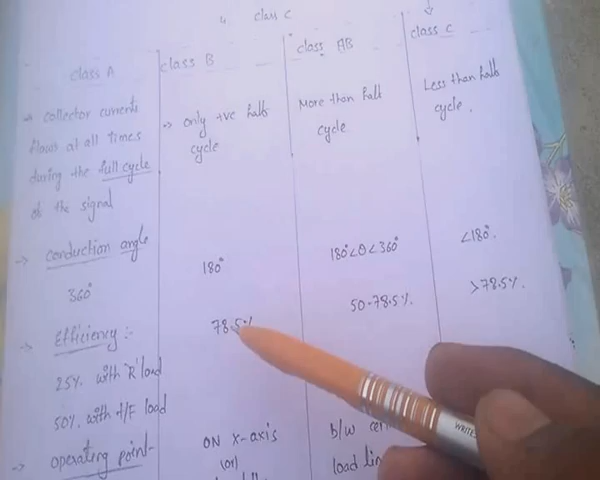 4 class C
class A
class B
class AB
class C
→ collector currents
flows at all times
during the full cycle
of the signal
→ only +ve half
cycle
More than half
cycle
Less than half
cycle.
→ conduction angle
360°
180°
180°<θ<360°
<180°
→ Efficiency :-
25% with 'R' load
50% with T/F load
78.5%
50-78.5%
>78.5%
→ operating point-
ON X-axis
(or)
b/w
load
WRITE